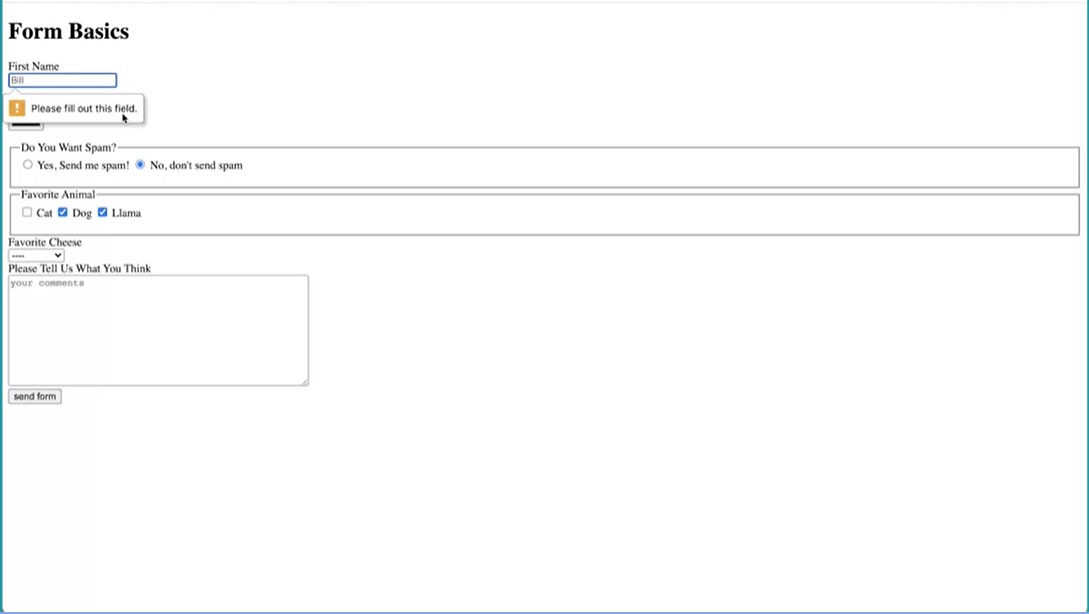 Form Basics
First Name
Bill
! Please fill out this field.
Do You Want Spam?
Yes, Send me spam! No, don't send spam
Favorite Animal
Cat Dog Llama
Favorite Cheese
----
Please Tell Us What You Think
your comments
send form